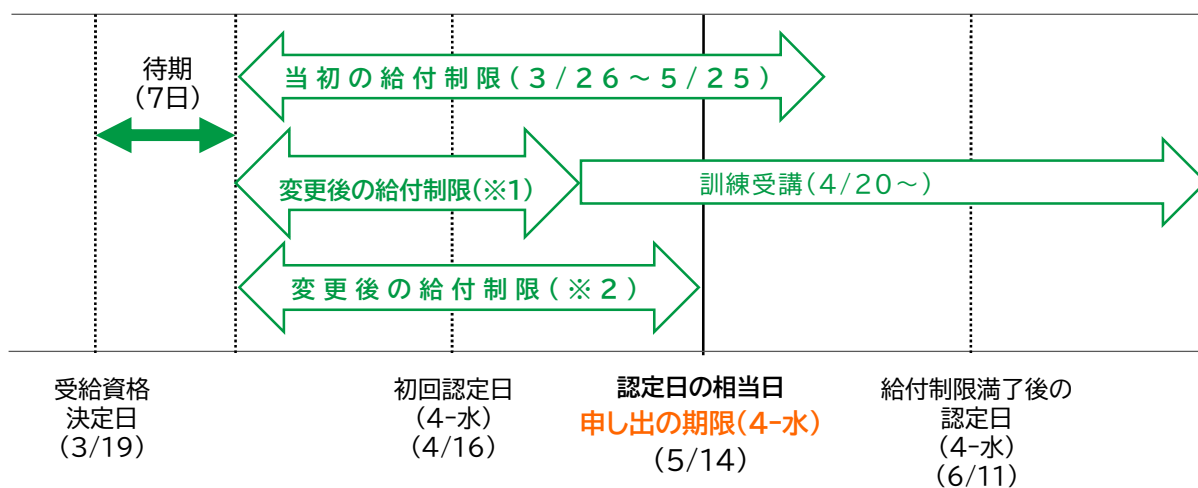 待期
(7日)
当初の給付制限(3/26～5/25)
変更後の給付制限(※1)
訓練受講(4/20～)
変更後の給付制限(※2)
受給資格
決定日
(3/19)
初回認定日
(4-水)
(4/16)
認定日の相当日
申し出の期限(4-水)
(5/14)
給付制限満了後の
認定日
(4-水)
(6/11)